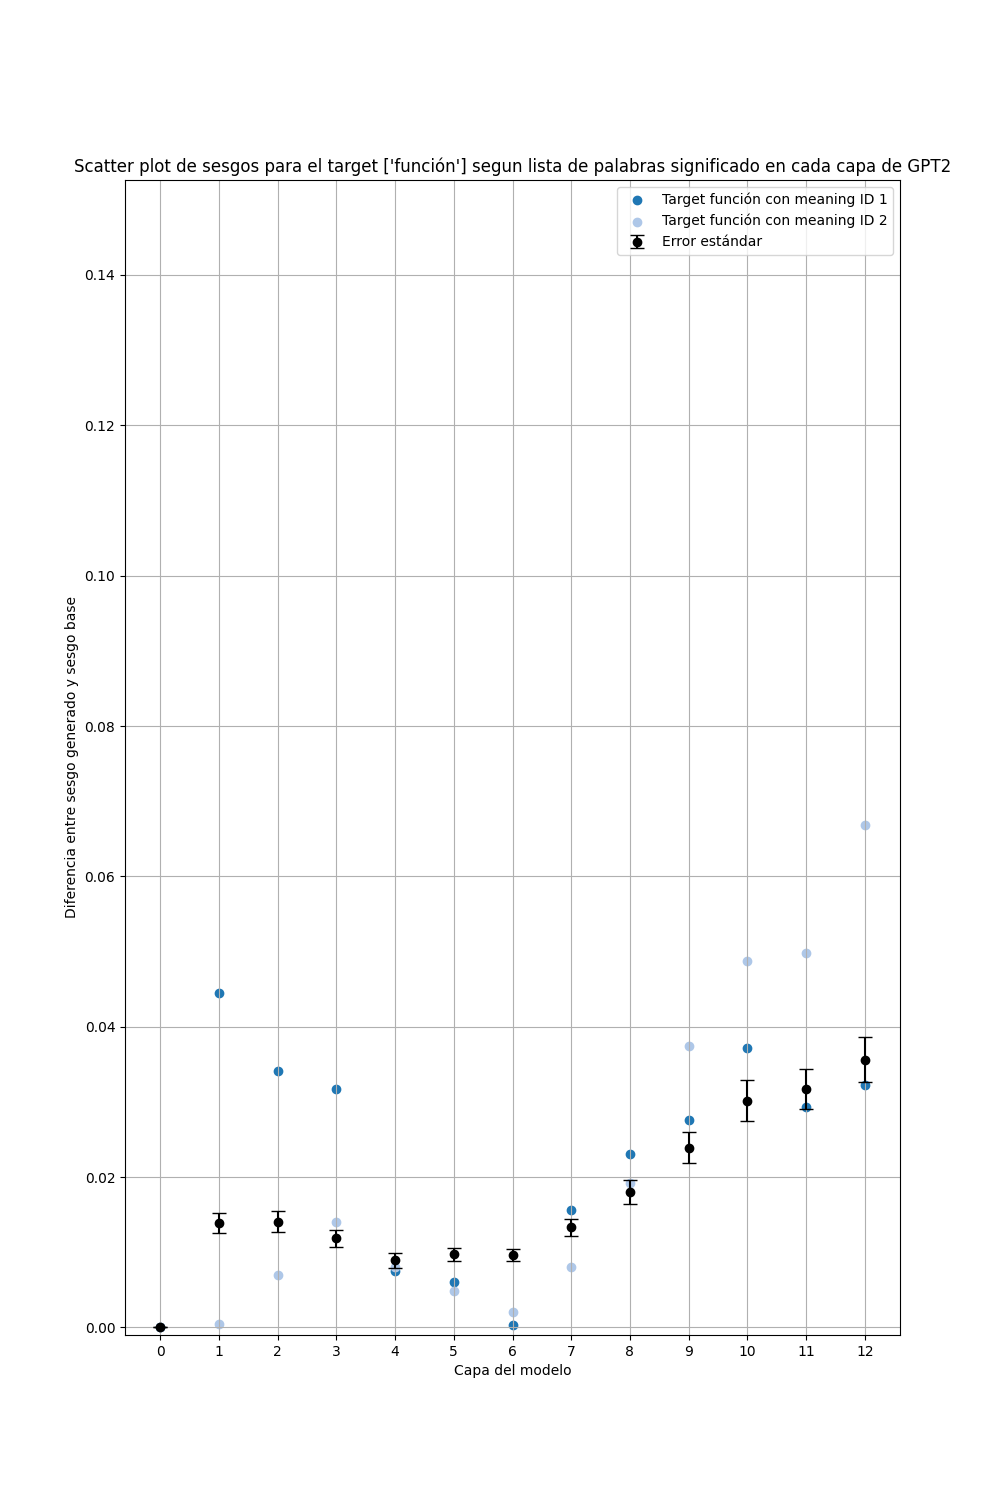 Scatter plot de sesgos para el target ['función'] segun lista de palabras significado en cada capa de GPT2
Target función con meaning ID 1
Target función con meaning ID 2
Error estándar
0.14
0.12
0.10
0.08
0.06
0.04
0.02
0.00
Diferencia entre sesgo generado y sesgo base
0 1 2 3 4 5 6 7 8 9 10 11 12
Capa del modelo